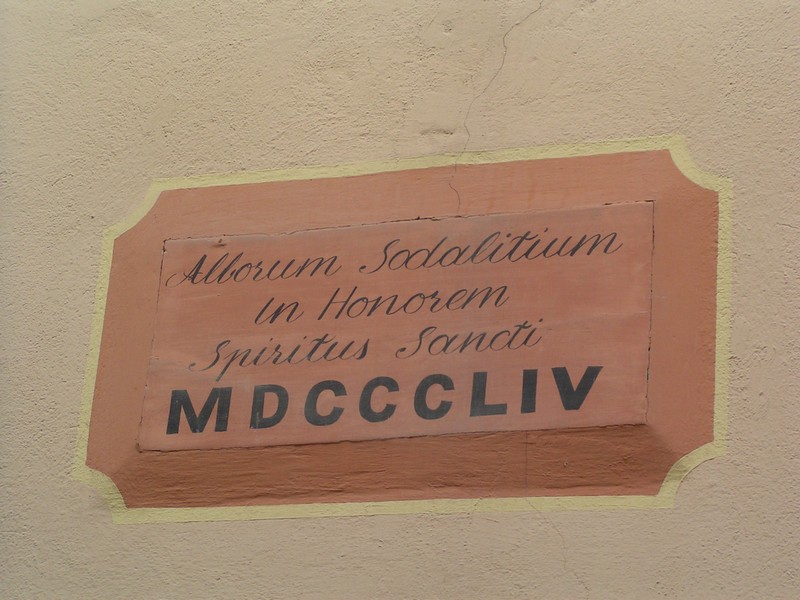 Alborum Sodalitium
in Honorem
Spiritus Sancti
MDCCCLIV